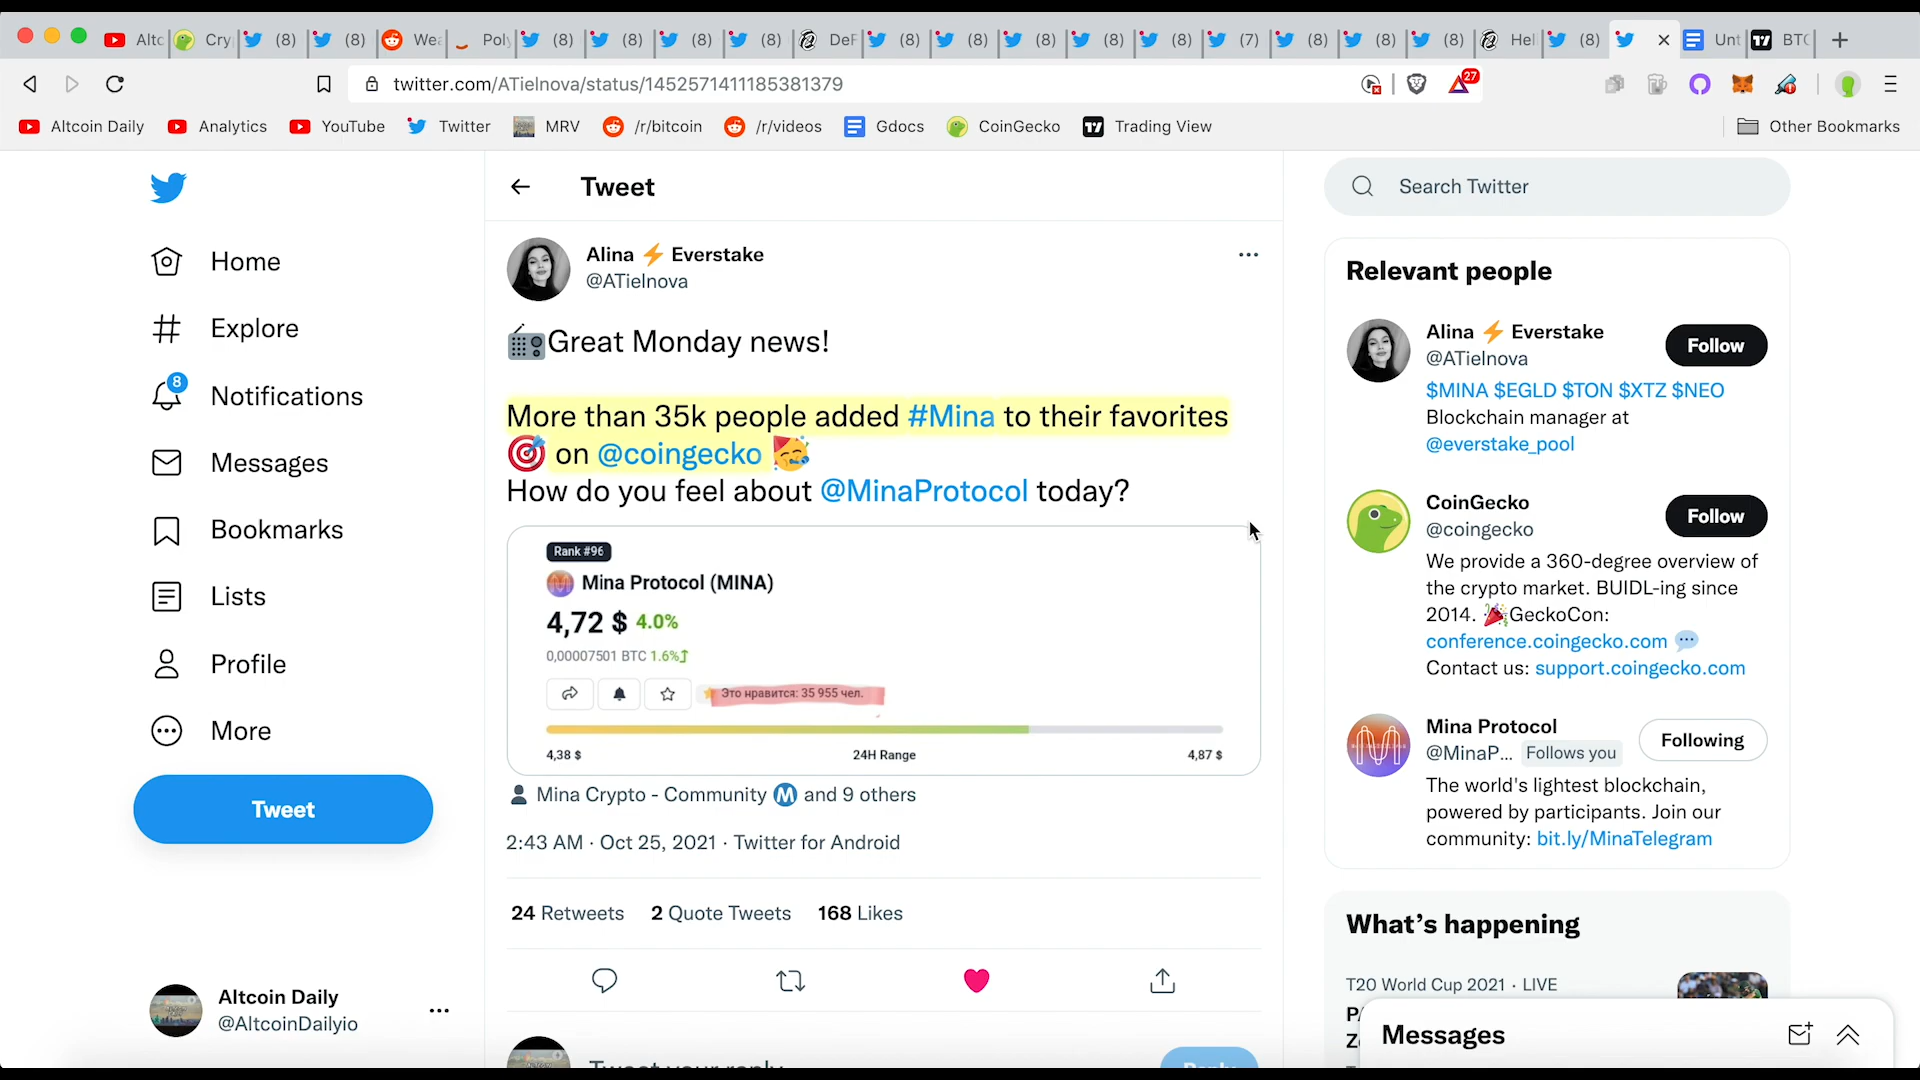 Altc
Cry
(8)
(8)
Wea
Poly
(8)
(8)
(8)
(8)
DeF
(8)
(8)
(8)
(8)
(8)
(7)
(8)
(8)
(8)
Hel
(8)
Unt
BTC
twitter.com/ATielnova/status/1452571411185381379
27
Altcoin Daily
Analytics
YouTube
Twitter
MRV
/r/bitcoin
/r/videos
Gdocs
CoinGecko
Trading View
Other Bookmarks
Home
Explore
8
Notifications
Messages
Bookmarks
Lists
Profile
More
Tweet
Altcoin Daily
@AltcoinDailyio
Tweet
Alina ⚡ Everstake
@ATielnova
📻Great Monday news!
More than 35k people added #Mina to their favorites
🎯 on @coingecko 🥳
How do you feel about @MinaProtocol today?
Rank #96
Mina Protocol (MINA)
4,72 $ 4.0%
0,00007501 BTC 1.6%
Это нравится: 35 955 чел.
4,38 $ 24H Range 4,87 $
Mina Crypto - Community Ⓜ and 9 others
2:43 AM · Oct 25, 2021 · Twitter for Android
24 Retweets 2 Quote Tweets 168 Likes
Tweet your reply
Search Twitter
Relevant people
Alina ⚡ Everstake
@ATielnova
Follow
$MINA $EGLD $TON $XTZ $NEO
Blockchain manager at
@everstake_pool
CoinGecko
@coingecko
Follow
We provide a 360-degree overview of
the crypto market. BUIDL-ing since
2014. 🎉GeckoCon:
conference.coingecko.com 💬
Contact us: support.coingecko.com
Mina Protocol
@MinaP... Follows you
Following
The world's lightest blockchain,
powered by participants. Join our
community: bit.ly/MinaTelegram
What's happening
T20 World Cup 2021 · LIVE
Messages